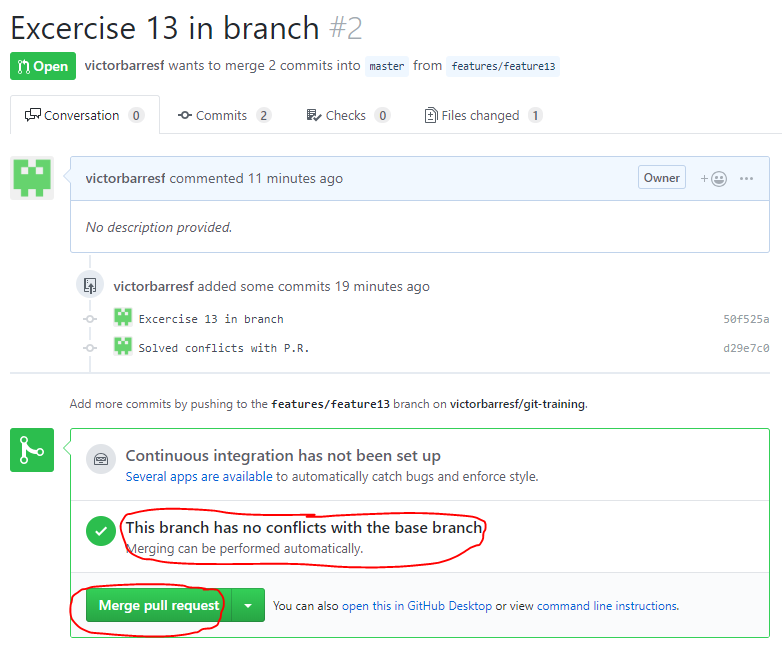 Excercise 13 in branch #2
Open victorbarresf wants to merge 2 commits into master from features/feature13
Conversation 0 Commits 2 Checks 0 Files changed 1
victorbarresf commented 11 minutes ago Owner + ...
No description provided.
victorbarresf added some commits 19 minutes ago
Excercise 13 in branch 50f525a
Solved conflicts with P.R. d29e7c0
Add more commits by pushing to the features/feature13 branch on victorbarresf/git-training.
Continuous integration has not been set up
Several apps are available to automatically catch bugs and enforce style.
This branch has no conflicts with the base branch
Merging can be performed automatically.
Merge pull request You can also open this in GitHub Desktop or view command line instructions.